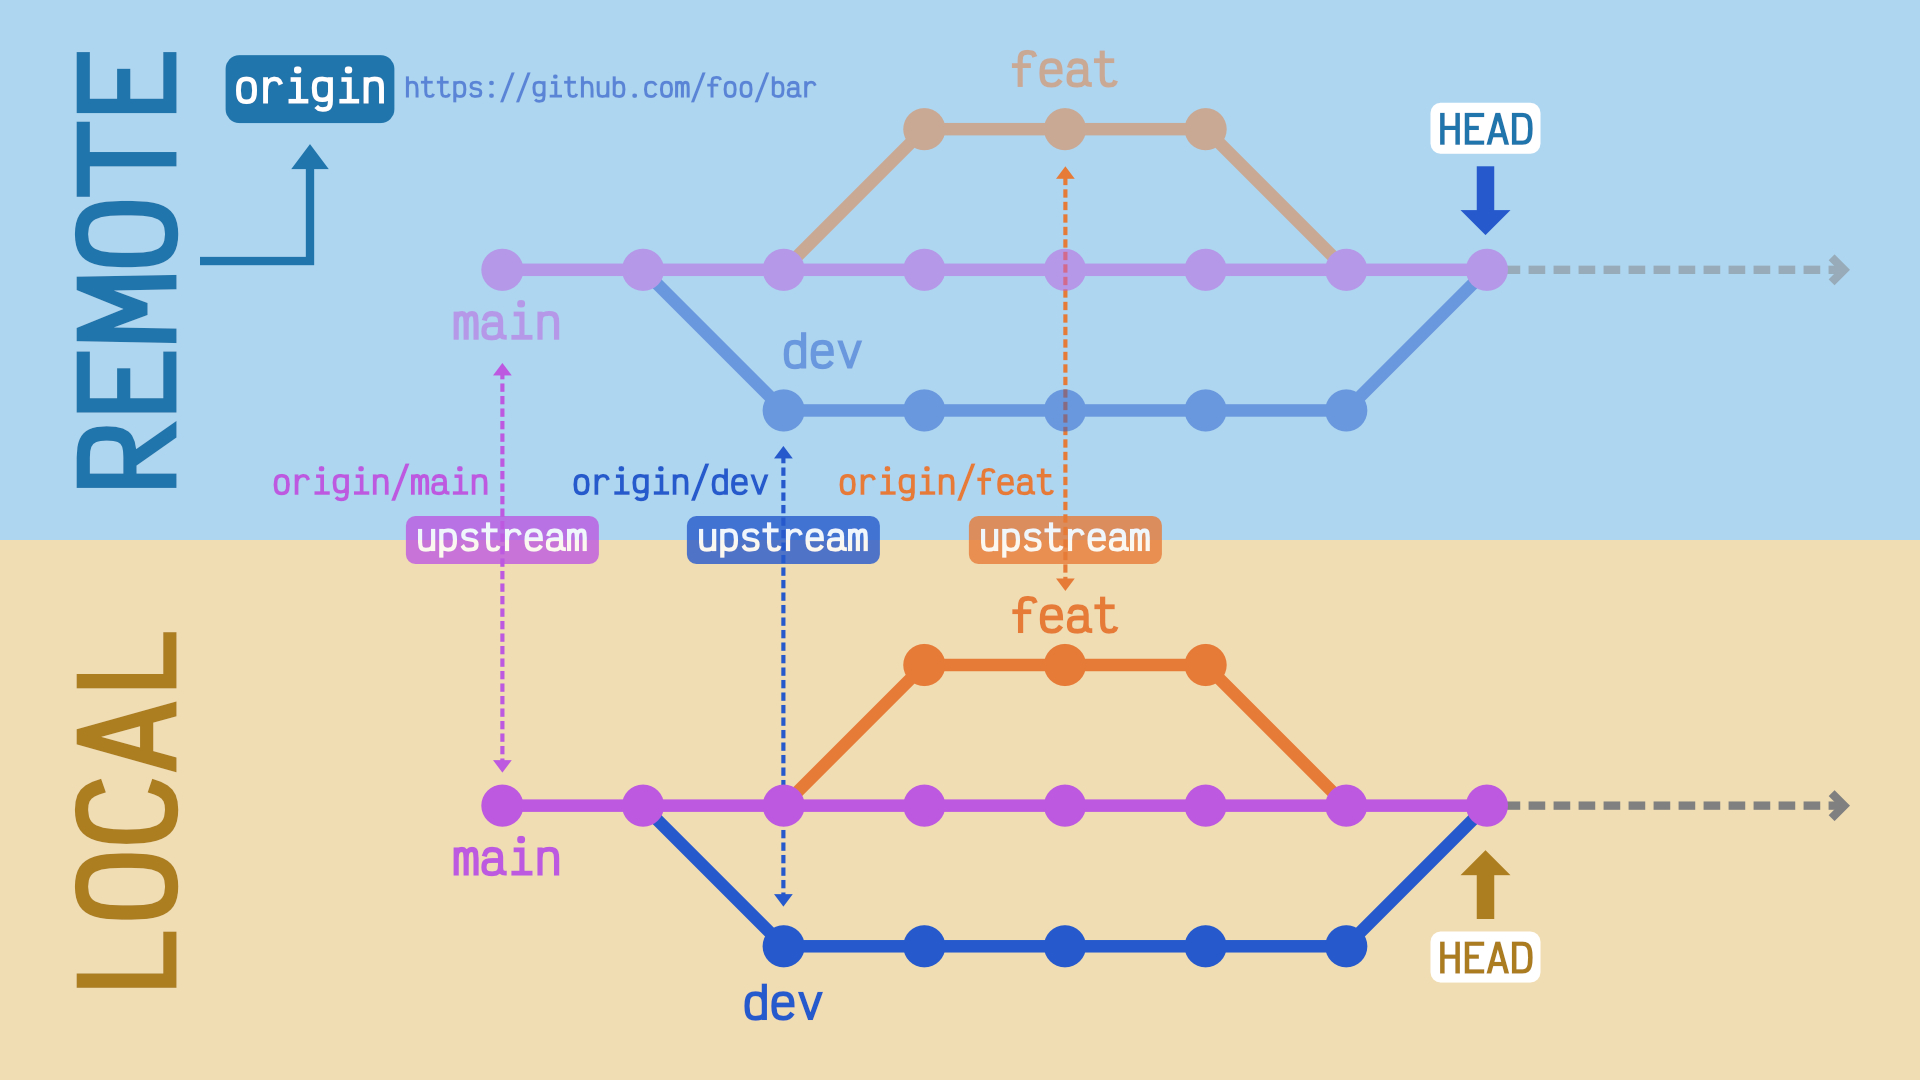 REMOTE
origin
https://github.com/foo/bar
feat
HEAD
main
dev
origin/main
origin/dev
origin/feat
upstream
upstream
upstream
LOCAL
feat
main
HEAD
dev